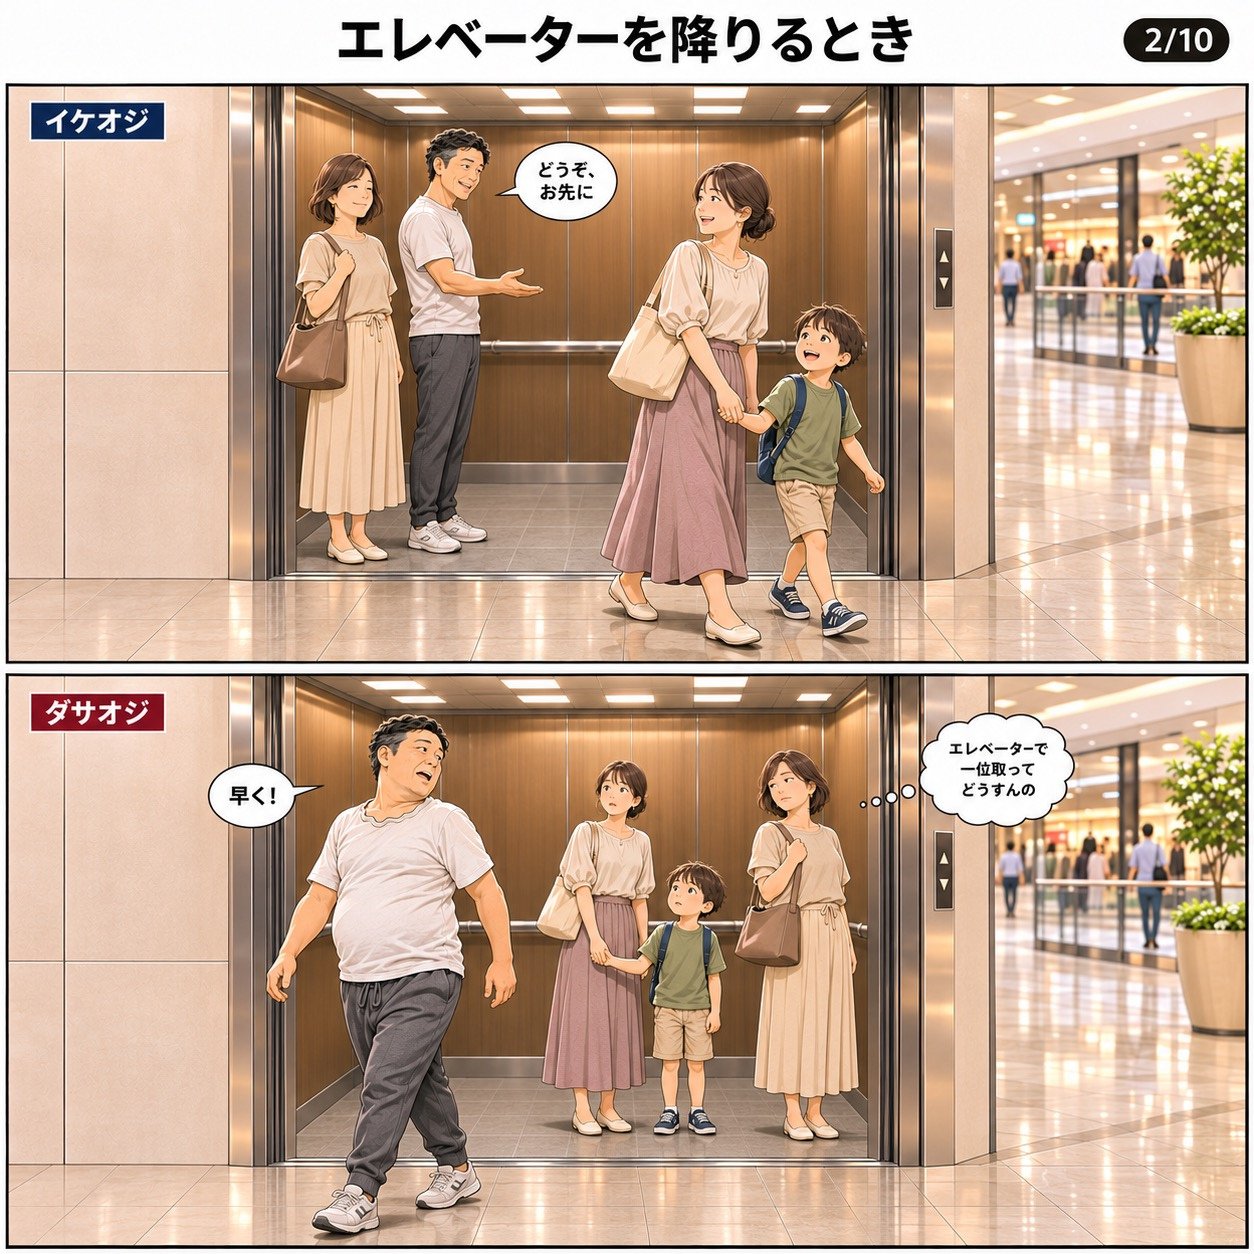 エレベーターを降りるとき
2/10
イケオジ
どうぞ、
お先に
ダサオジ
早く！
エレベーターで
一位取って
どうすんの